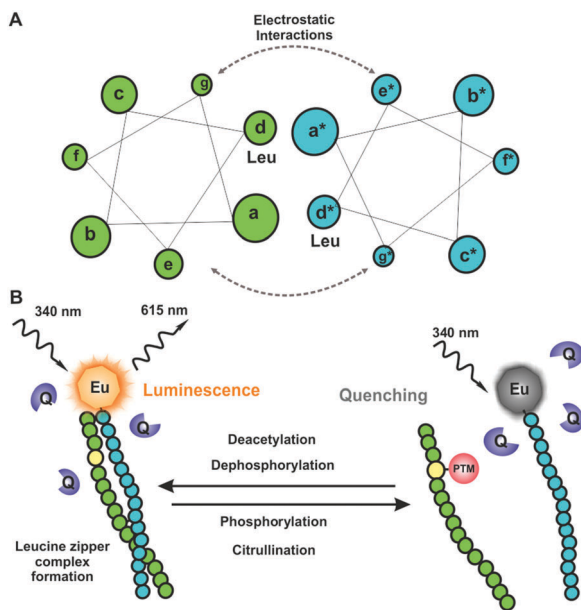 A
Electrostatic
Interactions
g
c
d
Leu
f
b
a
e
e*
b*
a*
f*
d*
Leu
g*
c*
B
340 nm
615 nm
340 nm
Eu
Luminescence
Quenching
Eu
Q
Q
Q
Q
Q
Q
Deacetylation
Dephosphorylation
PTM
Phosphorylation
Citrullination
Leucine zipper
complex
formation